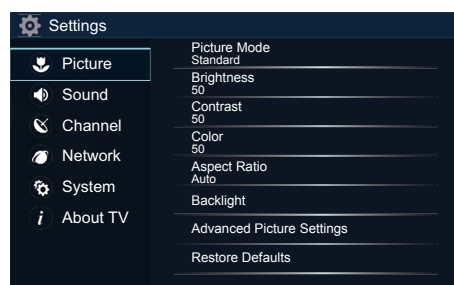 Settings
Picture
Sound
Channel
Network
System
i About TV
Picture Mode
Standard
Brightness
50
Contrast
50
Color
50
Aspect Ratio
Auto
Backlight
Advanced Picture Settings
Restore Defaults